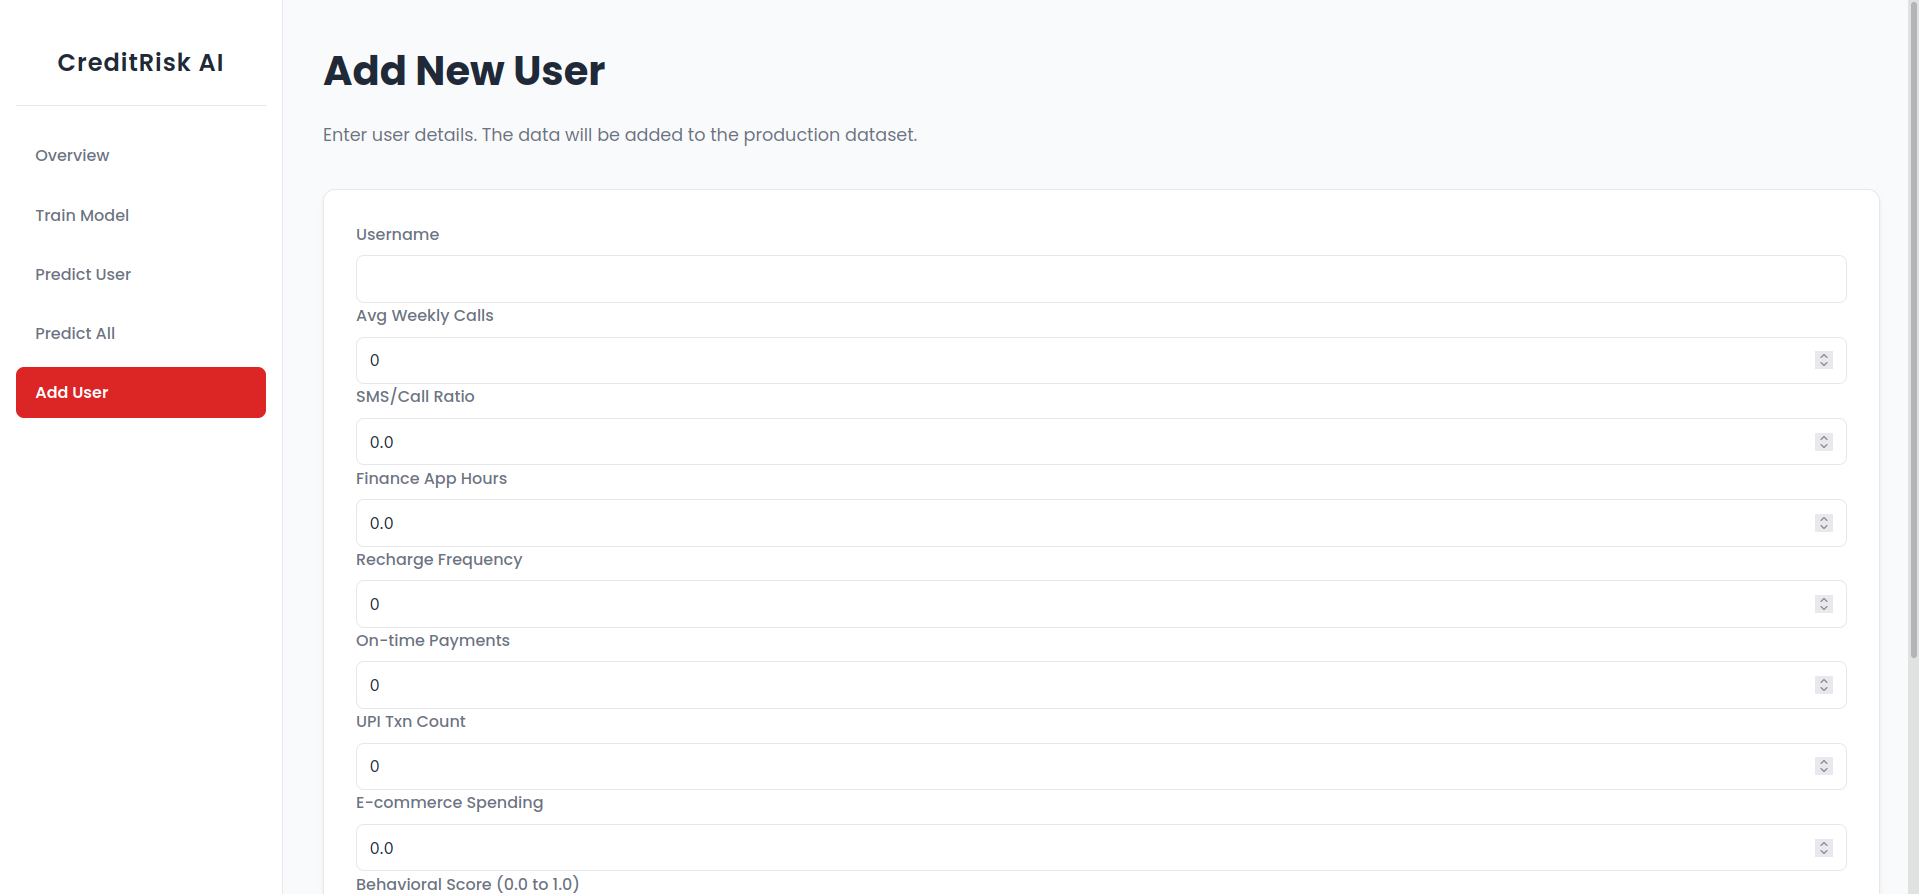 CreditRisk AI
Overview
Train Model
Predict User
Predict All
Add User
Add New User
Enter user details. The data will be added to the production dataset.
Username
Avg Weekly Calls
0
SMS/Call Ratio
0.0
Finance App Hours
0.0
Recharge Frequency
0
On-time Payments
0
UPI Txn Count
0
E-commerce Spending
0.0
Behavioral Score (0.0 to 1.0)